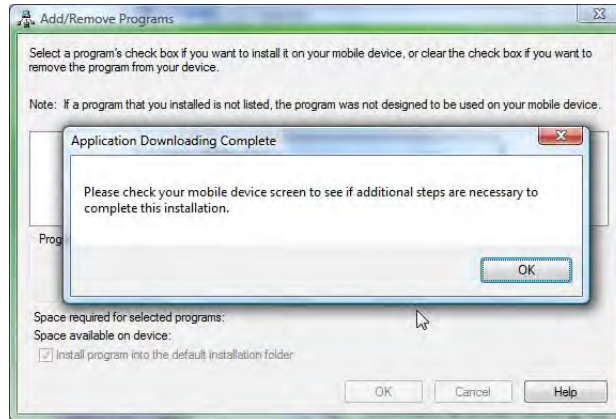 Add/Remove Programs
Select a program's check box if you want to install it on your mobile device, or clear the check box if you want to
remove the program from your device.
Note: If a program that you installed is not listed, the program was not designed to be used on your mobile device.
Application Downloading Complete
Please check your mobile device screen to see if additional steps are necessary to
complete this installation.
OK
Prog
Space required for selected programs:
Space available on device:
Install program into the default installation folder
OK Cancel Help